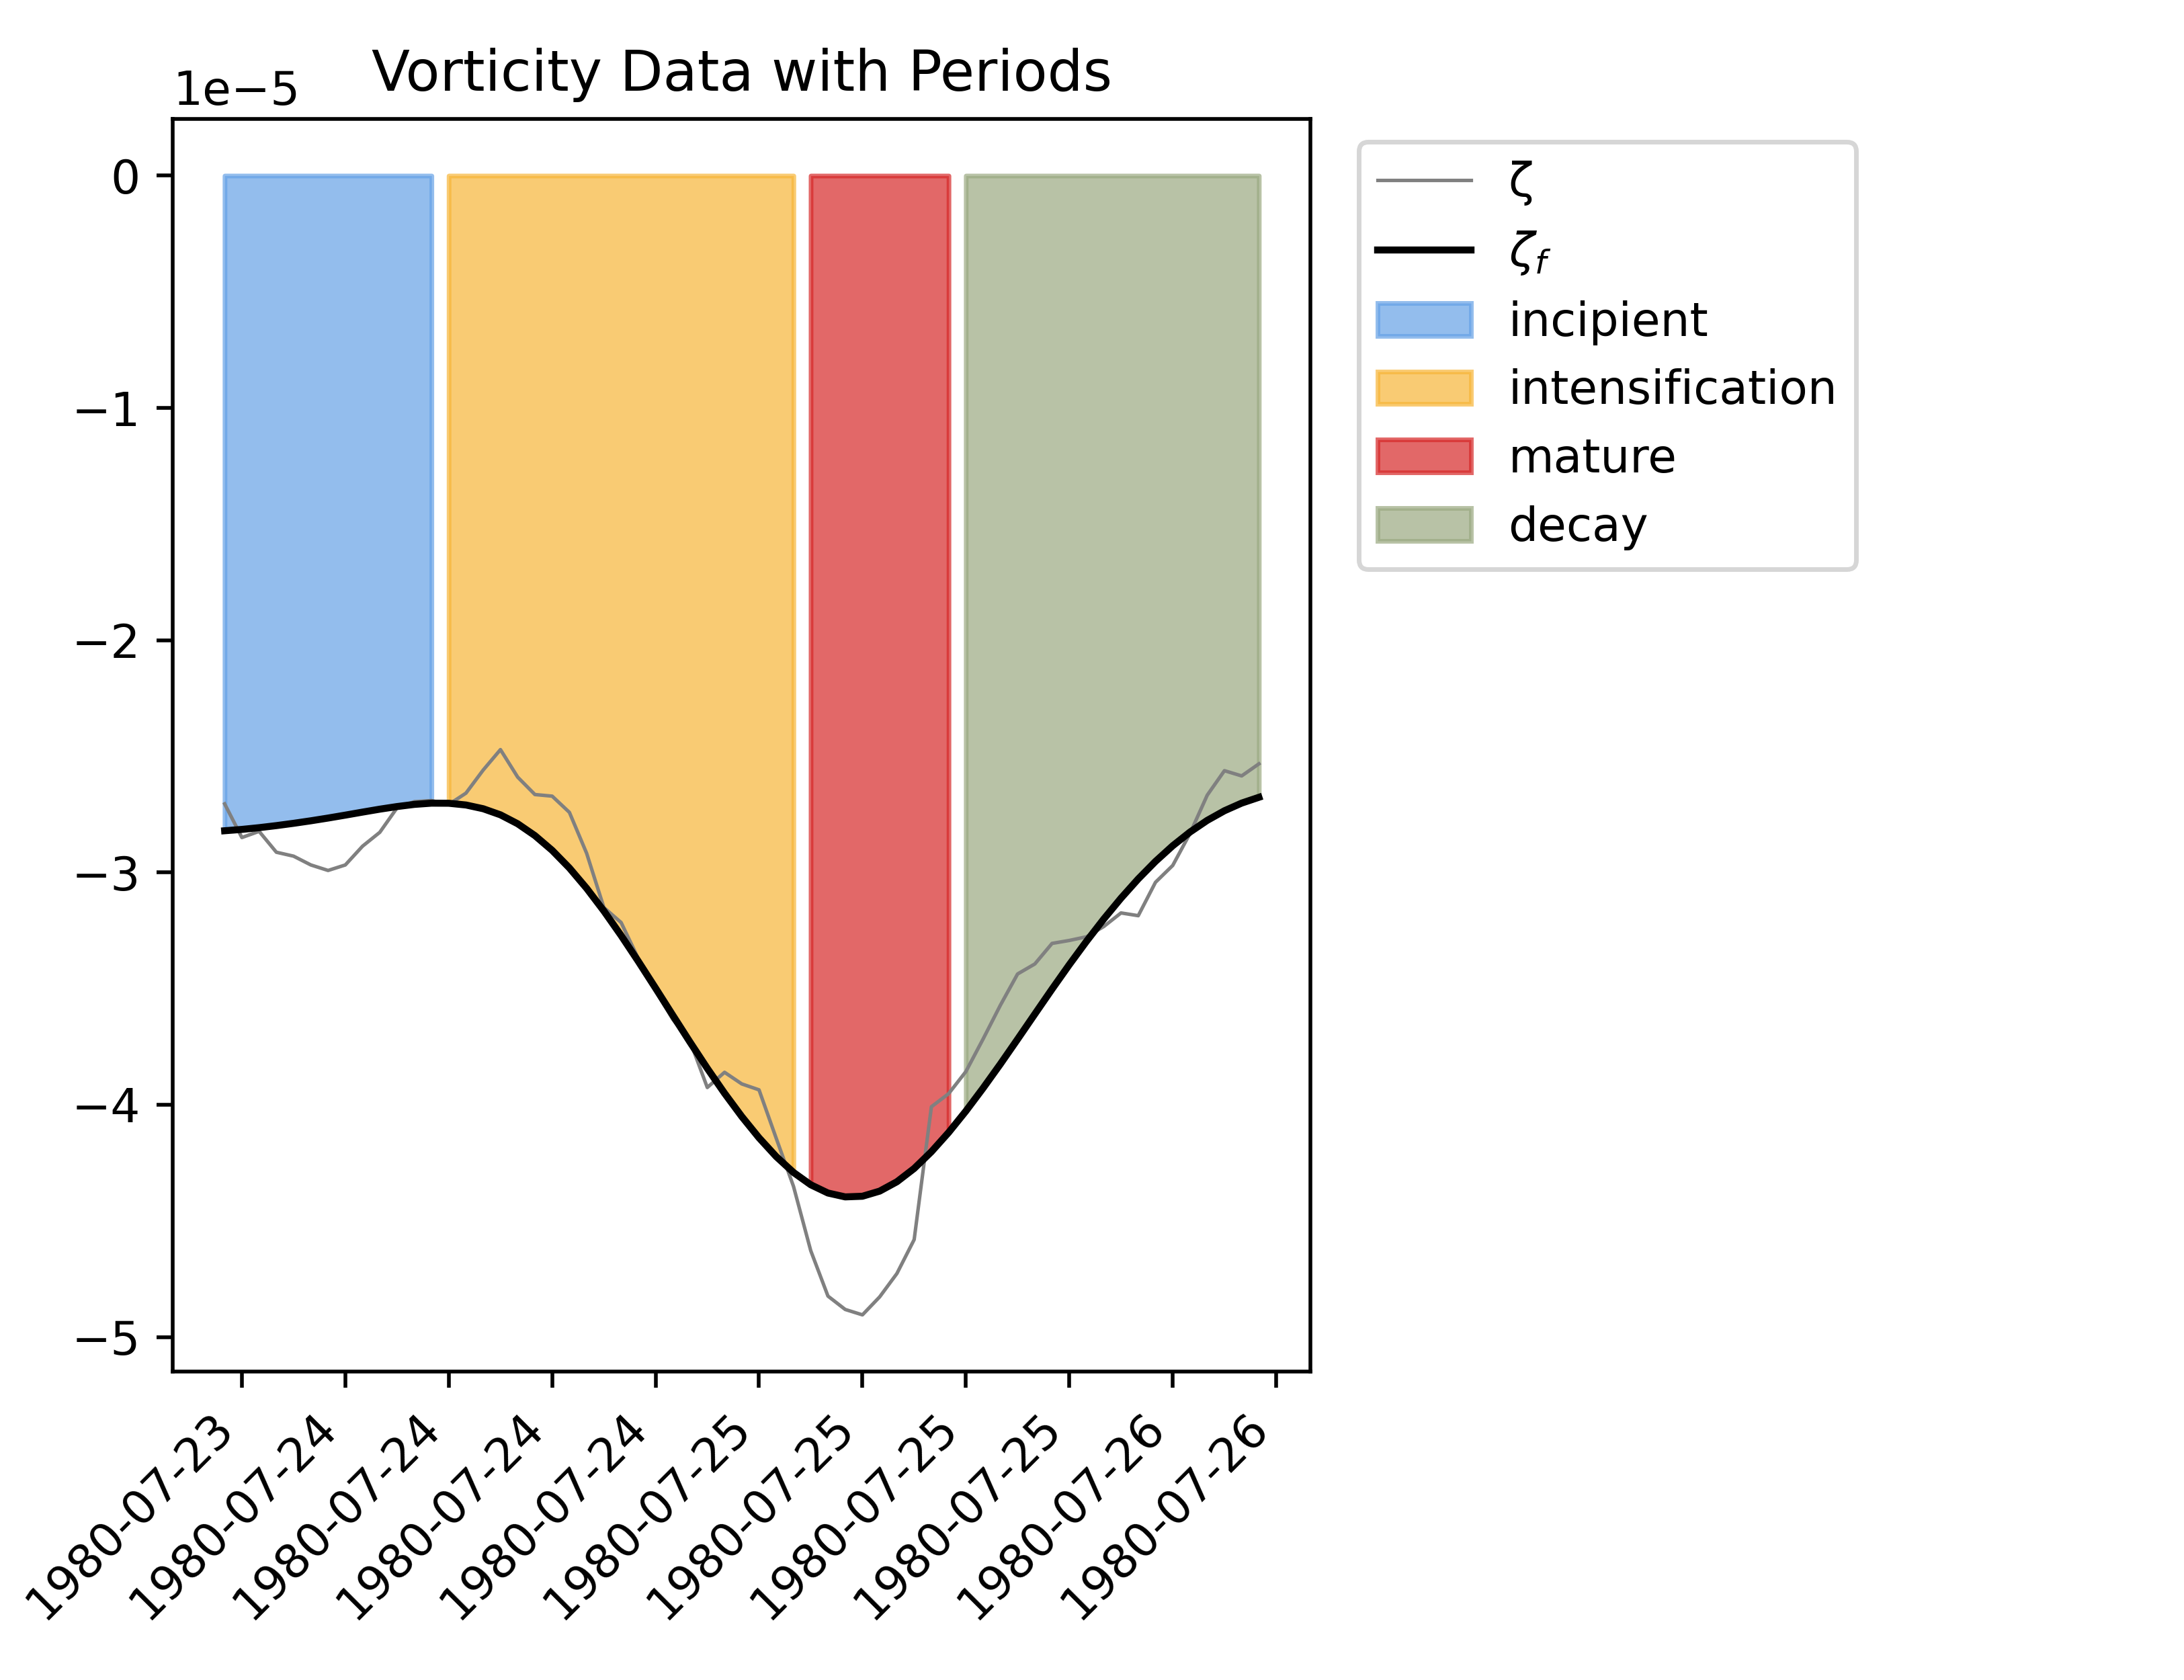 Vorticity Data with Periods
1e−5
0
−1
−2
−3
−4
−5
1980-07-23
1980-07-24
1980-07-24
1980-07-24
1980-07-24
1980-07-25
1980-07-25
1980-07-25
1980-07-25
1980-07-26
1980-07-26
ζ
ζf
incipient
intensification
mature
decay